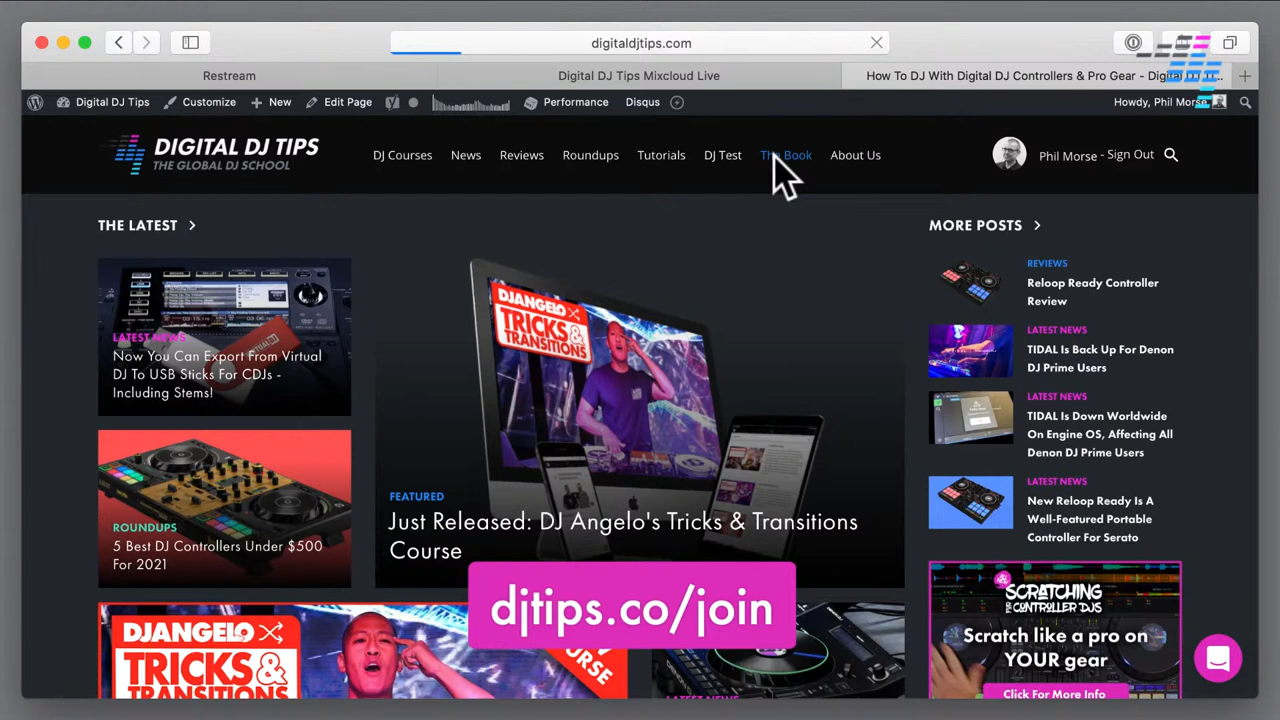 digitaldjtips.com
Restream
Digital DJ Tips Mixcloud Live
How To DJ With Digital DJ Controllers & Pro Gear - Digital DJ Ti...
Digital DJ Tips
Customize
New
Edit Page
Performance
Disqus
Howdy, Phil Morse
DIGITAL DJ TIPS
THE GLOBAL DJ SCHOOL
DJ Courses
News
Reviews
Roundups
Tutorials
DJ Test
The Book
About Us
Phil Morse - Sign Out
THE LATEST
LATEST NEWS
Now You Can Export From Virtual
DJ To USB Sticks For CDJs -
Including Stems!
ROUNDUPS
5 Best DJ Controllers Under $500
For 2021
DJANGELO
TRICKS &
TRANSITIONS
FEATURED
Just Released: DJ Angelo's Tricks & Transitions
Course
MORE POSTS
REVIEWS
Reloop Ready Controller
Review
LATEST NEWS
TIDAL Is Back Up For Denon
DJ Prime Users
LATEST NEWS
TIDAL Is Down Worldwide
On Engine OS, Affecting All
Denon DJ Prime Users
LATEST NEWS
New Reloop Ready Is A
Well-Featured Portable
Controller For Serato
djtips.co/join
DJANGELO
TRICKS &
LATEST NEWS
SCRATCHING
FOR CONTROLLER DJS
Scratch like a pro on
YOUR gear
Click For More Info